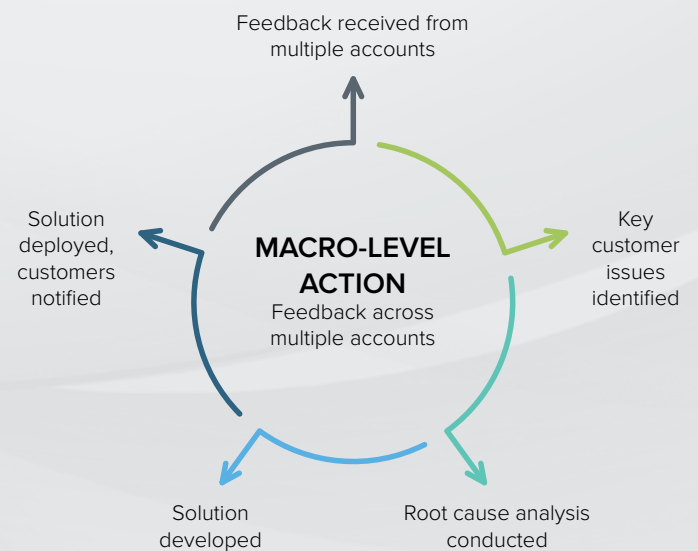 Feedback received from
multiple accounts
Key
customer
issues
identified
Root cause analysis
conducted
Solution
developed
Solution
deployed,
customers
notified
MACRO-LEVEL
ACTION
Feedback across
multiple accounts